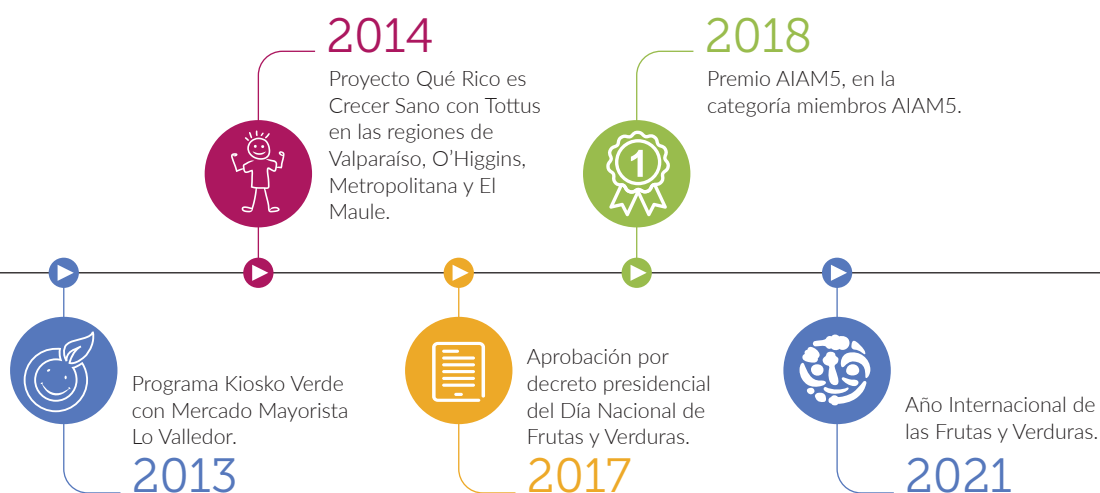 2014
Proyecto Qué Rico es
Crecer Sano con Tottus
en las regiones de
Valparaíso, O’Higgins,
Metropolitana y El
Maule.
2018
Premio AIAM5, en la
categoría miembros AIAM5.
1
Programa Kiosko Verde
con Mercado Mayorista
Lo Valledor.
2013
Aprobación por
decreto presidencial
del Día Nacional de
Frutas y Verduras.
2017
Año Internacional de
las Frutas y Verduras.
2021